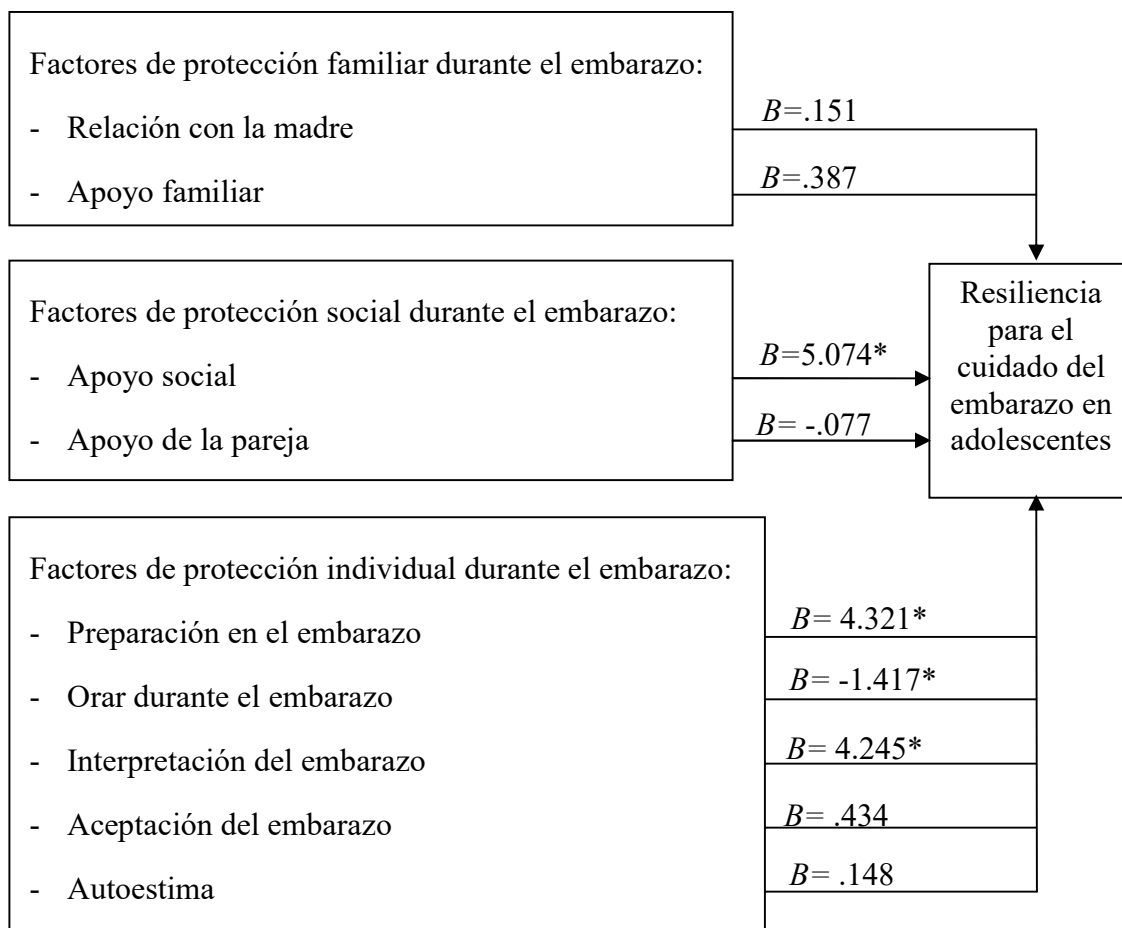 Factores de protección familiar durante el embarazo:
- Relación con la madre
- Apoyo familiar
B=.151
B=.387
Factores de protección social durante el embarazo:
- Apoyo social
- Apoyo de la pareja
B=5.074*
B= -.077
Resiliencia
para el
cuidado del
embarazo en
adolescentes
Factores de protección individual durante el embarazo:
- Preparación en el embarazo
- Orar durante el embarazo
- Interpretación del embarazo
- Aceptación del embarazo
- Autoestima
B= 4.321*
B= -1.417*
B= 4.245*
B= .434
B= .148